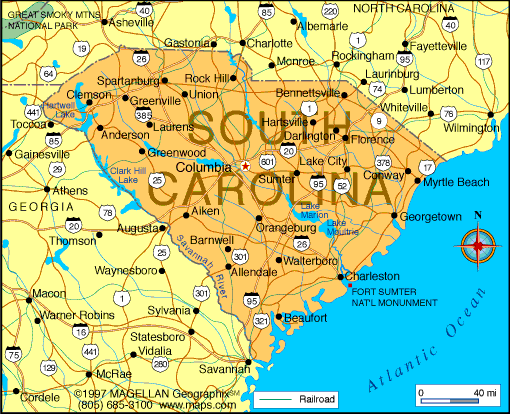 GREAT SMOKY MTNS
NATIONAL PARK
40
Asheville
85
220
Albemarle
NORTH CAROLINA
40
19
26
Gastonia
Charlotte
Fayetteville
1
Rockingham
117
64
Monroe
Spartanburg
Rock Hill
Laurinburg
Bennettsville
74
Lumberton
Clemson
Greenville
Union
Whiteville
76
441
Hartwell
Lake
385
Laurens
SOUTH
CAROLINA
1
9
Hartsville
Darlington
Florence
Wilmington
Toccoa
85
Anderson
Gainesville
Greenwood
Columbia
601
20
Lake City
378
17
29
Clark Hill
Lake
25
Sumter
95
52
Conway
Myrtle Beach
Athens
GEORGIA
78
Aiken
Lake
Marion
Georgetown
20
Thomson
Augusta
Orangeburg
Lake
Moultrie
N
Barnwell
26
25
301
Walterboro
Savannah River
Waynesboro
Allendale
Charleston
Macon
1
301
95
FORT SUMTER
NAT'L MONUMENT
Warner Robins
Sylvania
321
Beaufort
16
Statesboro
75
441
Vidalia
280
129
McRae
Savannah
Atlantic Ocean
Cordele
©1997 MAGELLAN Geographix SM
(805) 685-3100 www.maps.com
Railroad
0 40 mi